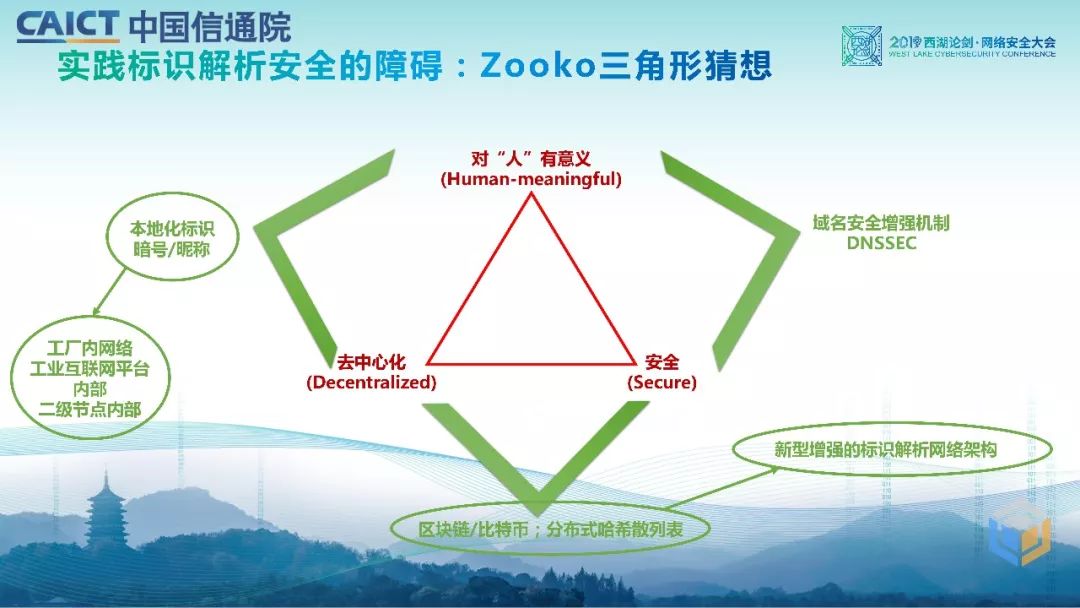 CAICT 中国信通院
2019西湖论剑·网络安全大会
WEST LAKE CYBERSECURITY CONFERENCE
实践标识解析安全的障碍：Zooko三角形猜想
对“人”有意义
(Human-meaningful)
本地化标识
暗号/昵称
域名安全增强机制
DNSSEC
工厂内网络
工业互联网平台
内部
二级节点内部
去中心化
(Decentralized)
安全
(Secure)
新型增强的标识解析网络架构
区块链/比特币；分布式哈希散列表